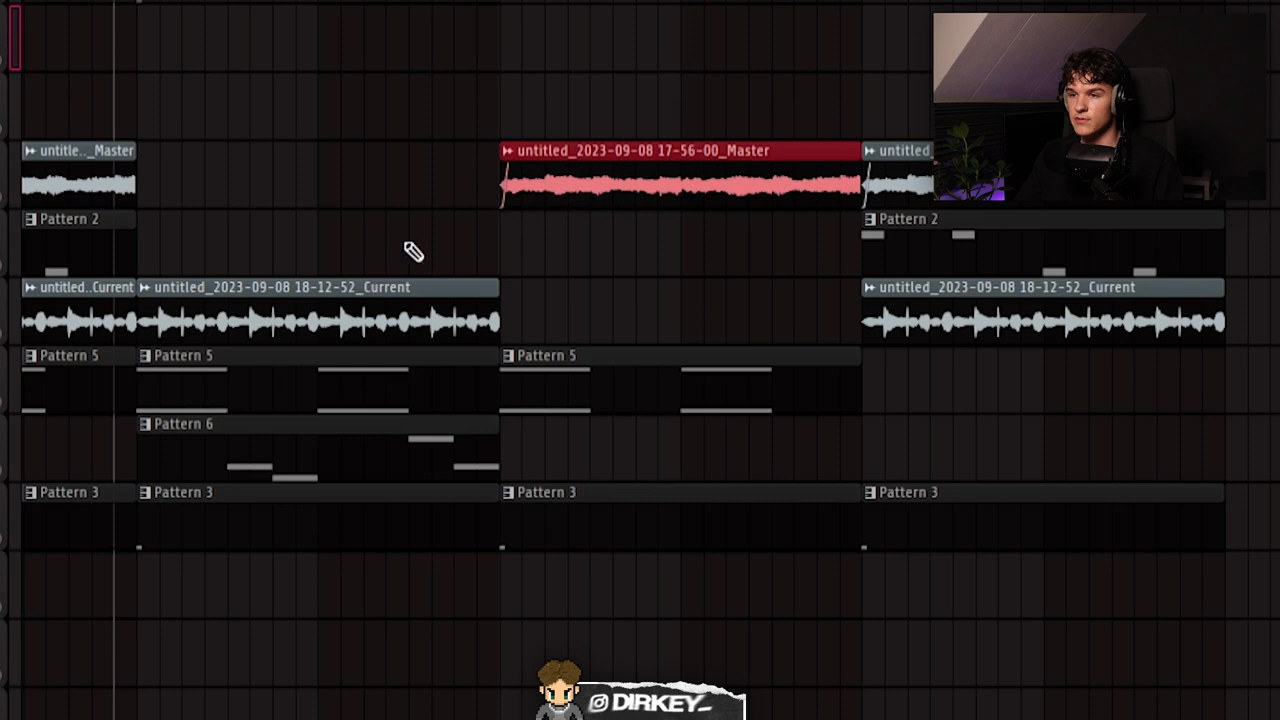 untitle.._Master
untitled_2023-09-08 17-56-00_Master
untitled
Pattern 2
Pattern 2
untitled..Current
untitled_2023-09-08 18-12-52_Current
untitled_2023-09-08 18-12-52_Current
Pattern 5
Pattern 5
Pattern 5
Pattern 6
Pattern 3
Pattern 3
Pattern 3
Pattern 3
DIRKEY_